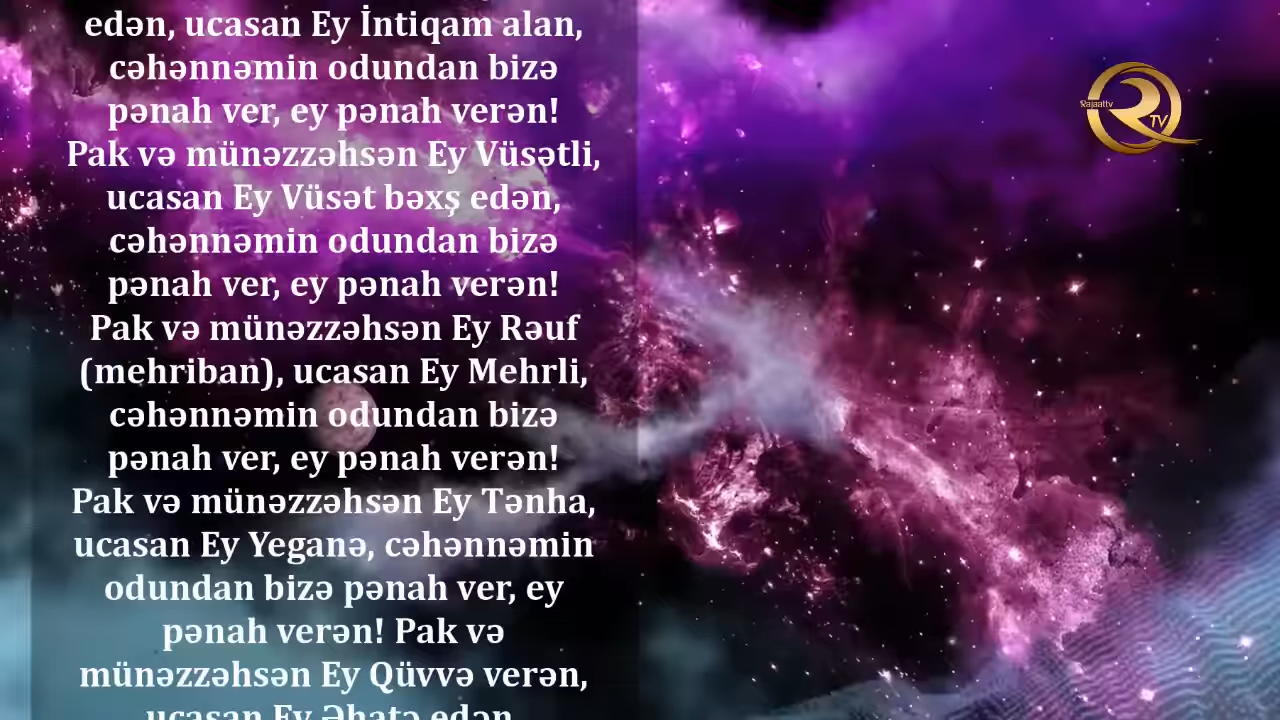 edən, ucasan Ey İntiqam alan,
cəhənnəmin odundan bizə
pənah ver, ey pənah verən!
Pak və münəzzəhsən Ey Vüsətli,
ucasan Ey Vüsət bəxş edən,
cəhənnəmin odundan bizə
pənah ver, ey pənah verən!
Pak və münəzzəhsən Ey Rəuf
(mehriban), ucasan Ey Mehrli,
cəhənnəmin odundan bizə
pənah ver, ey pənah verən!
Pak və münəzzəhsən Ey Tənha,
ucasan Ey Yeganə, cəhənnəmin
odundan bizə pənah ver, ey
pənah verən! Pak və
münəzzəhsən Ey Qüvvə verən,
ucasan Ey Əhatə edən
Rajaattv
TV